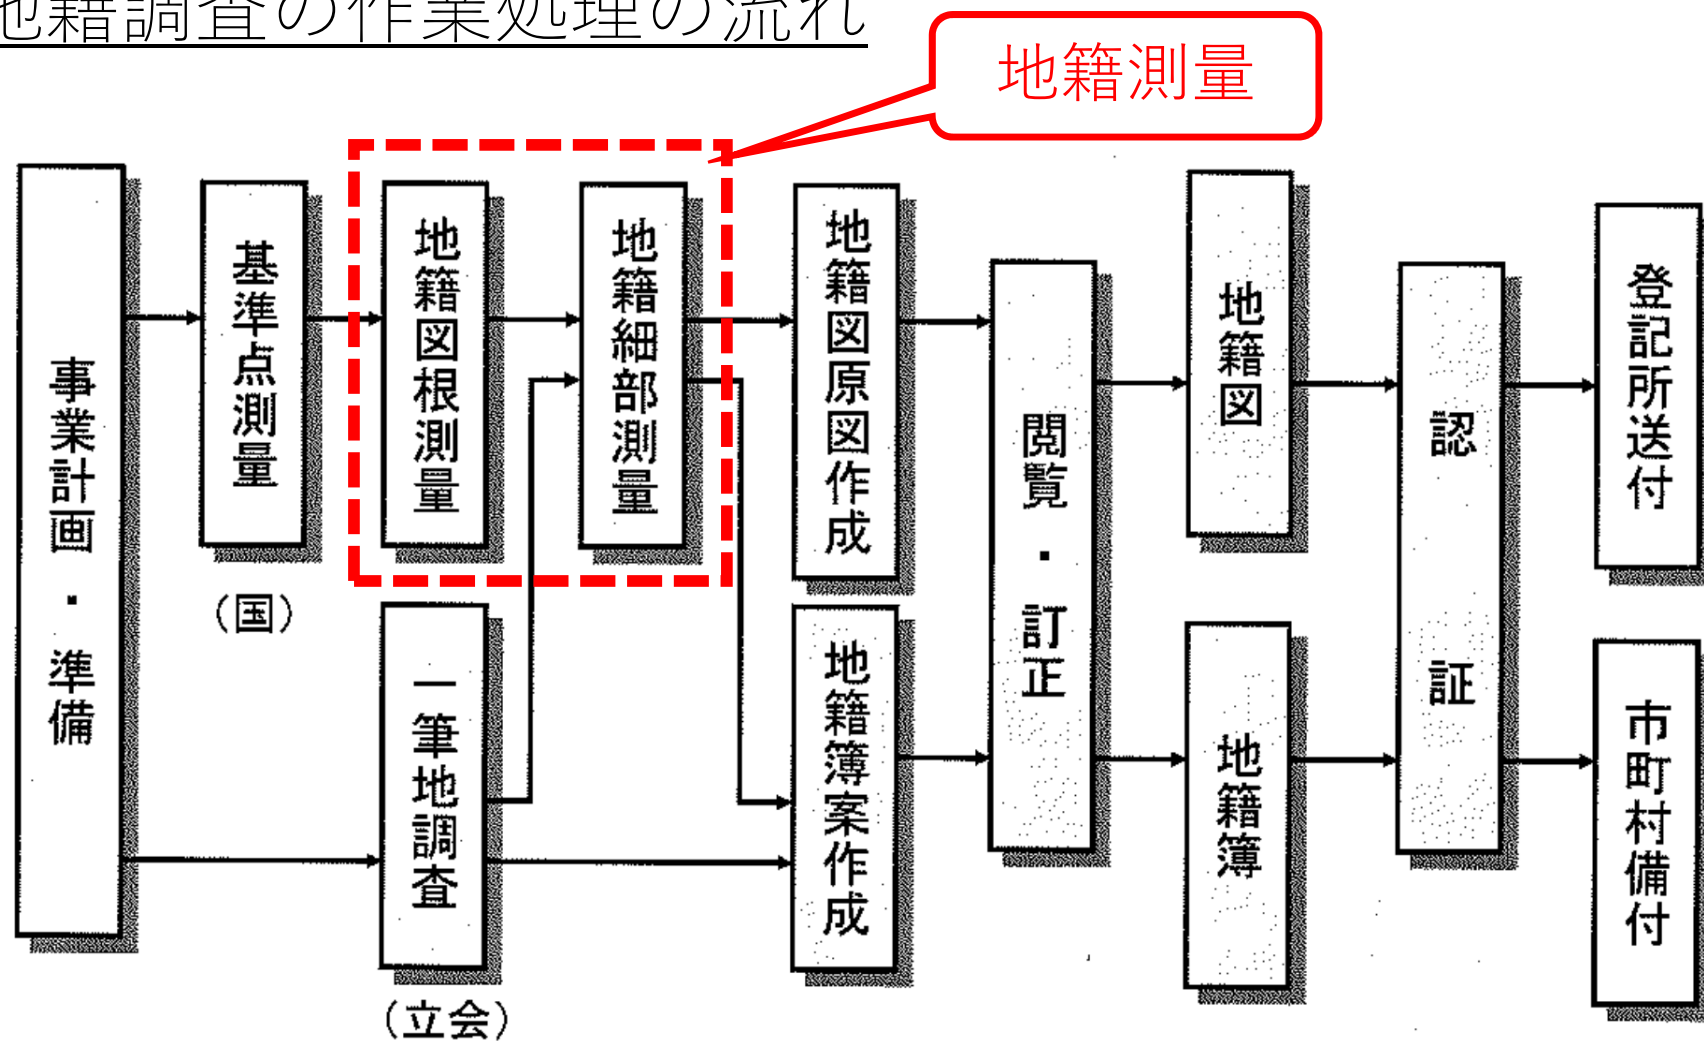 地籍調査の作業処理の流れ
地籍測量
事業計画・準備
基準点測量
(国)
地籍図根測量
地籍細部測量
一筆地調査
(立会)
地籍図原図作成
地籍簿案作成
閲覧・訂正
地籍図
地籍簿
認証
登記所送付
市町村備付